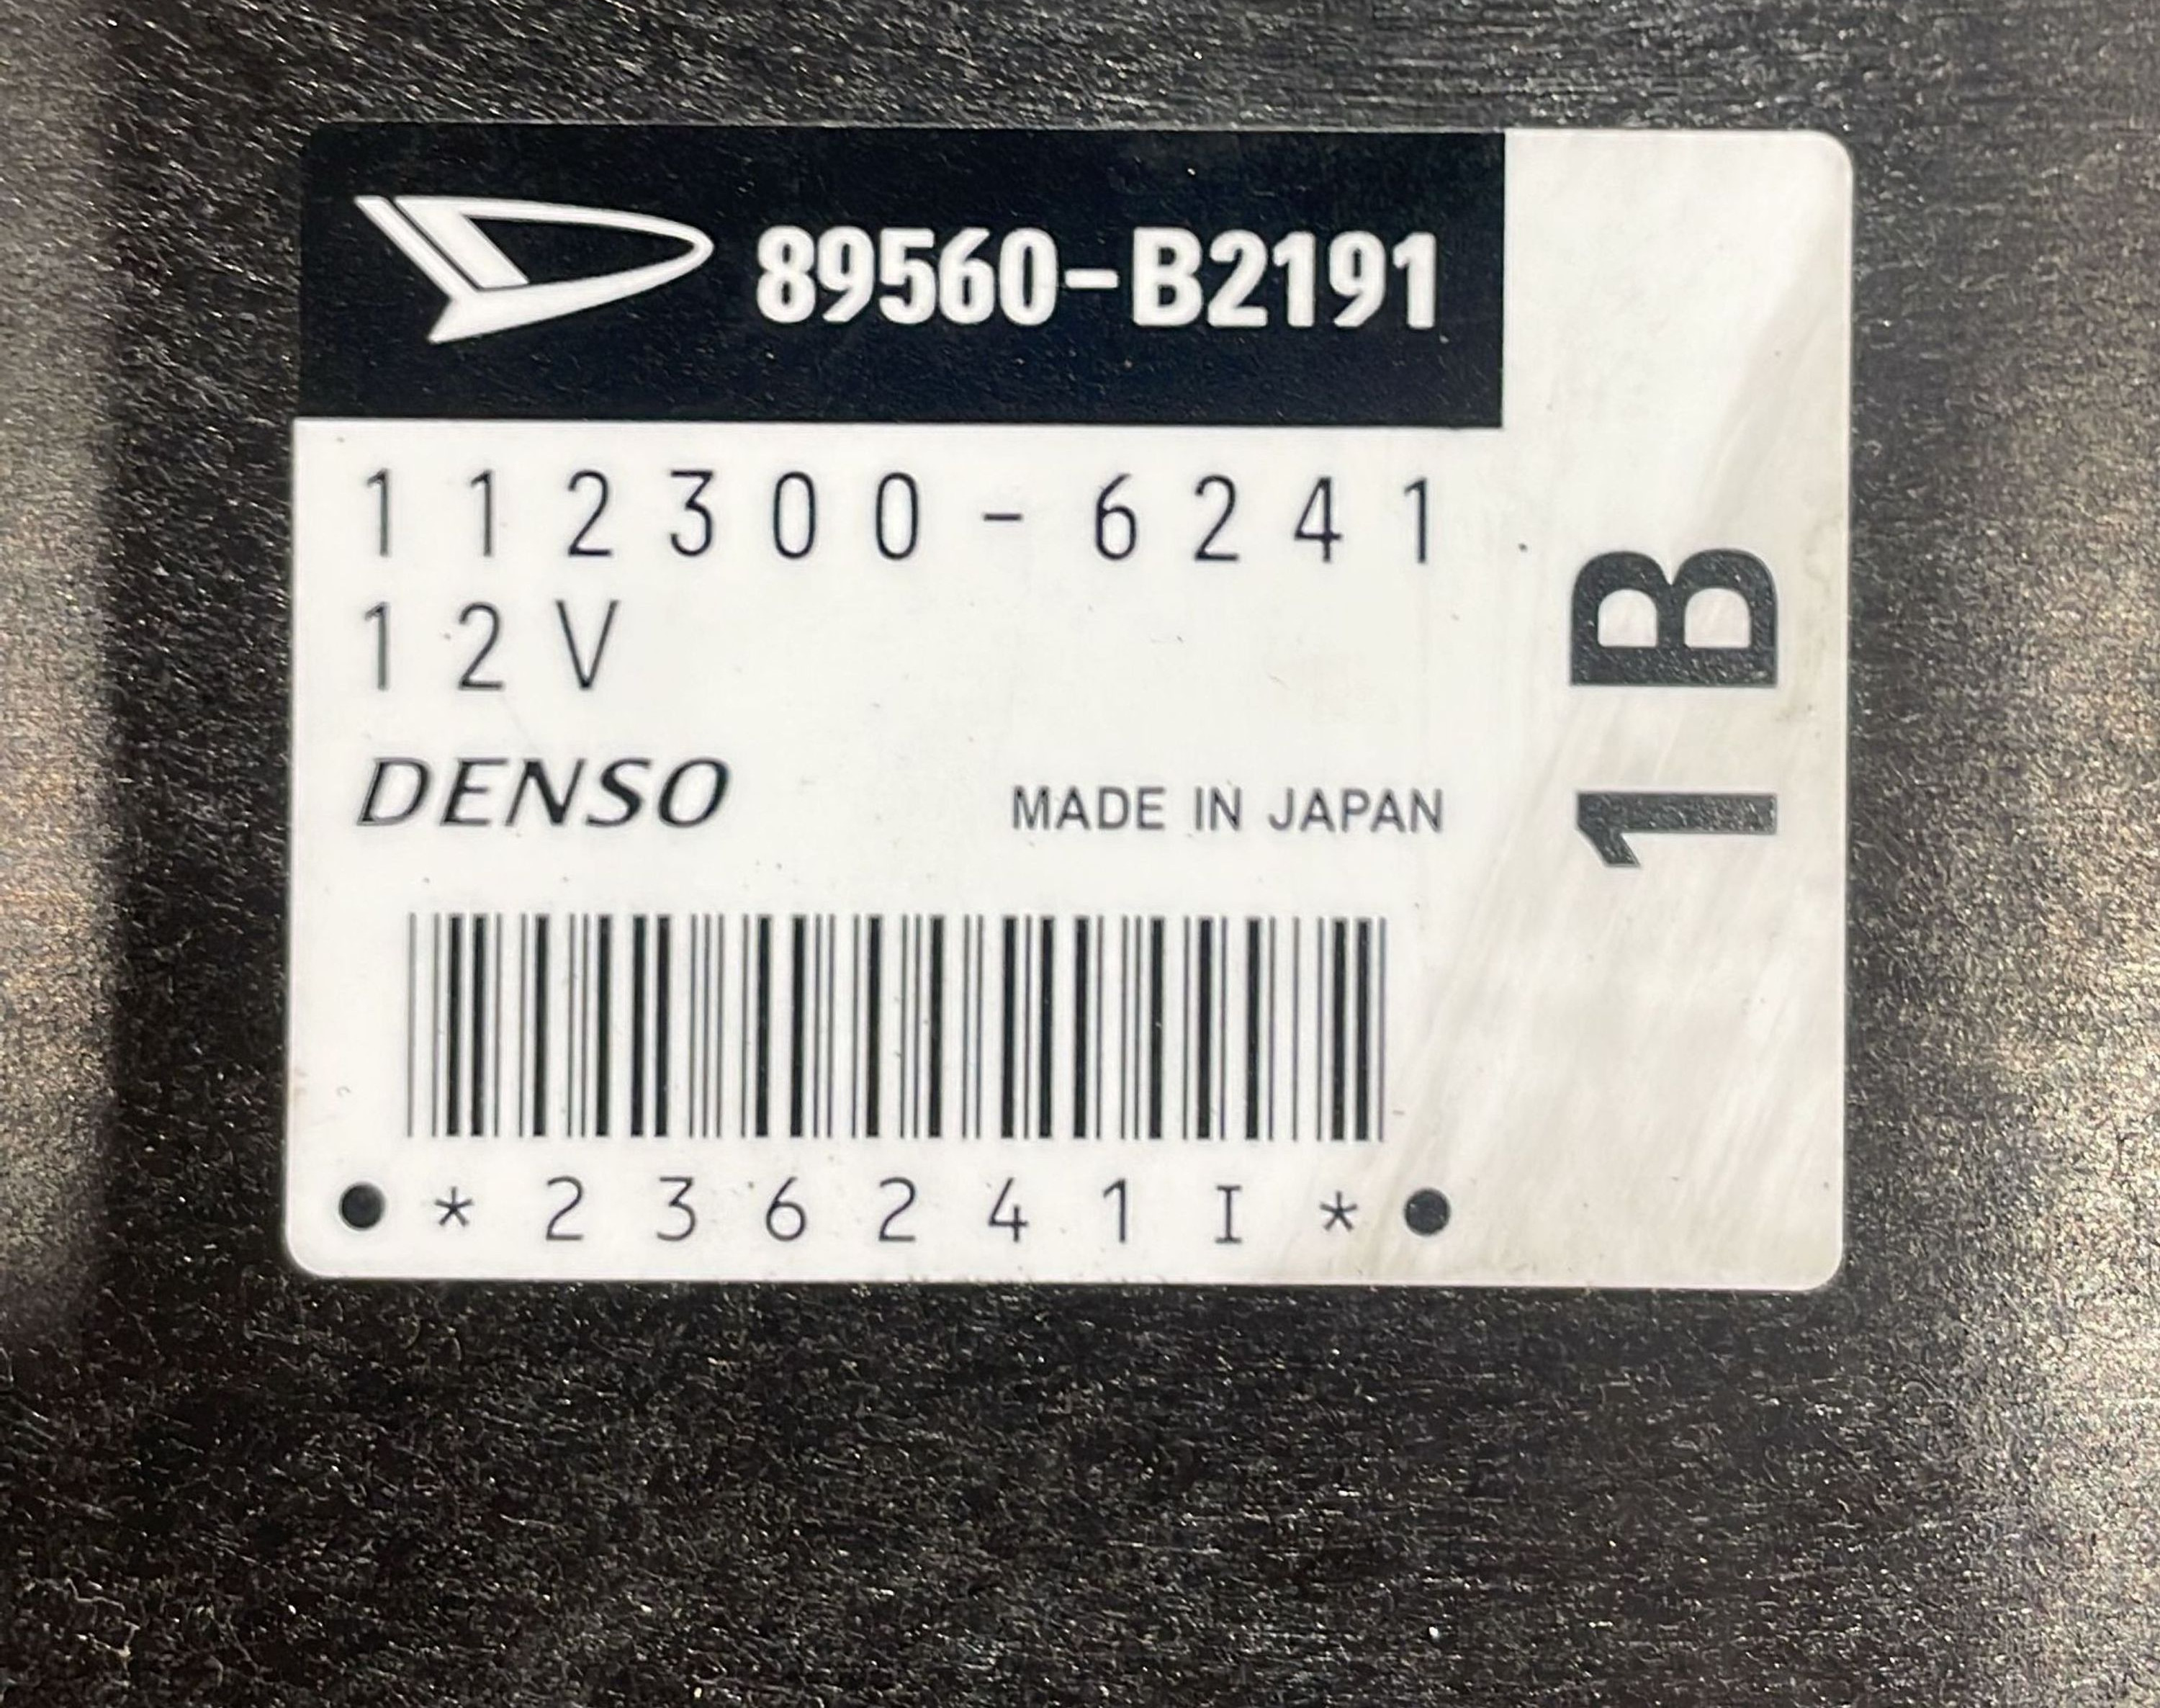 89560-B2191
112300-6241
12V
DENSO MADE IN JAPAN
*236241I*
1B